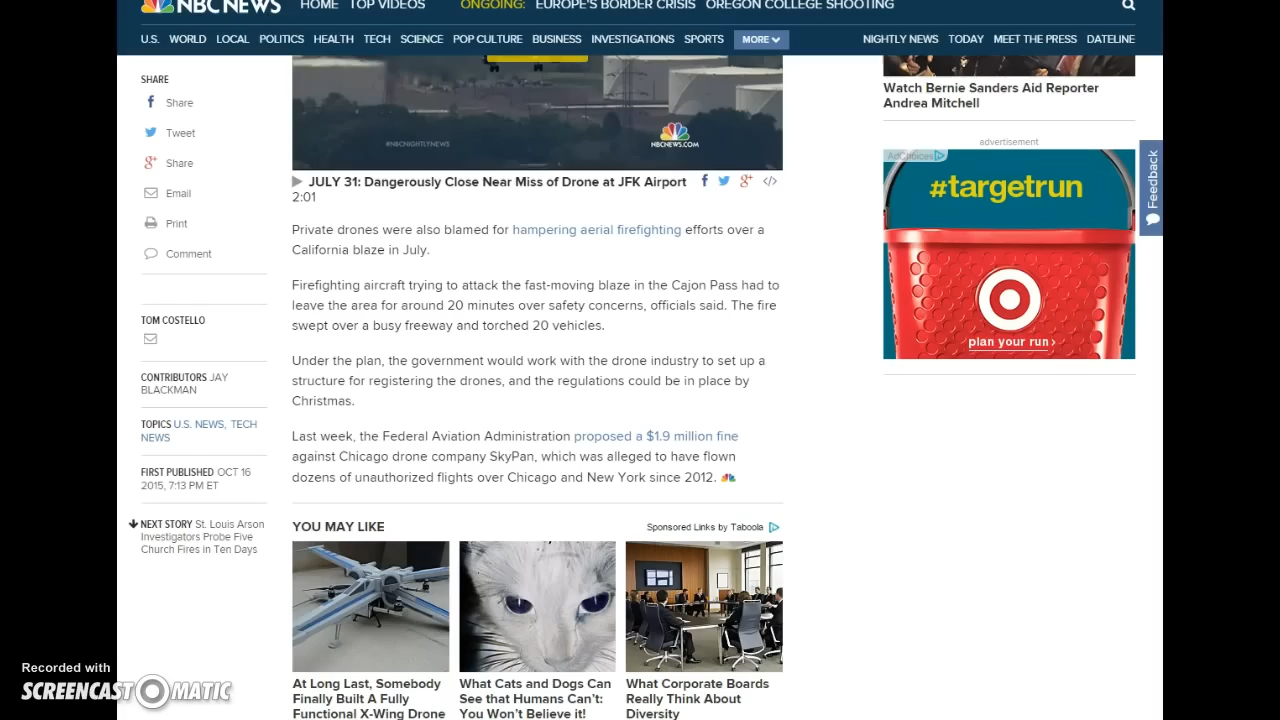 NBC NEWS HOME TOP VIDEOS ONGOING: EUROPE'S BORDER CRISIS OREGON COLLEGE SHOOTING
U.S. WORLD LOCAL POLITICS HEALTH TECH SCIENCE POP CULTURE BUSINESS INVESTIGATIONS SPORTS MORE NIGHTLY NEWS TODAY MEET THE PRESS DATELINE
SHARE
Share
Tweet
Share
Email
Print
Comment
TOM COSTELLO
CONTRIBUTORS JAY
BLACKMAN
TOPICS U.S. NEWS, TECH
NEWS
FIRST PUBLISHED OCT 16
2015, 7:13 PM ET
NEXT STORY St. Louis Arson
Investigators Probe Five
Church Fires in Ten Days
#NBCNIGHTLYNEWS
NBCNEWS.COM
JULY 31: Dangerously Close Near Miss of Drone at JFK Airport
2:01
Private drones were also blamed for hampering aerial firefighting efforts over a
California blaze in July.
Firefighting aircraft trying to attack the fast-moving blaze in the Cajon Pass had to
leave the area for around 20 minutes over safety concerns, officials said. The fire
swept over a busy freeway and torched 20 vehicles.
Under the plan, the government would work with the drone industry to set up a
structure for registering the drones, and the regulations could be in place by
Christmas.
Last week, the Federal Aviation Administration proposed a $1.9 million fine
against Chicago drone company SkyPan, which was alleged to have flown
dozens of unauthorized flights over Chicago and New York since 2012.
YOU MAY LIKE
Sponsored Links by Taboola
At Long Last, Somebody
Finally Built A Fully
Functional X-Wing Drone
What Cats and Dogs Can
See that Humans Can't:
You Won't Believe it!
What Corporate Boards
Really Think About
Diversity
Watch Bernie Sanders Aid Reporter
Andrea Mitchell
advertisement
AdChoices
#targetrun
plan your run ›
Feedback
Recorded with
SCREENCAST-O-MATIC